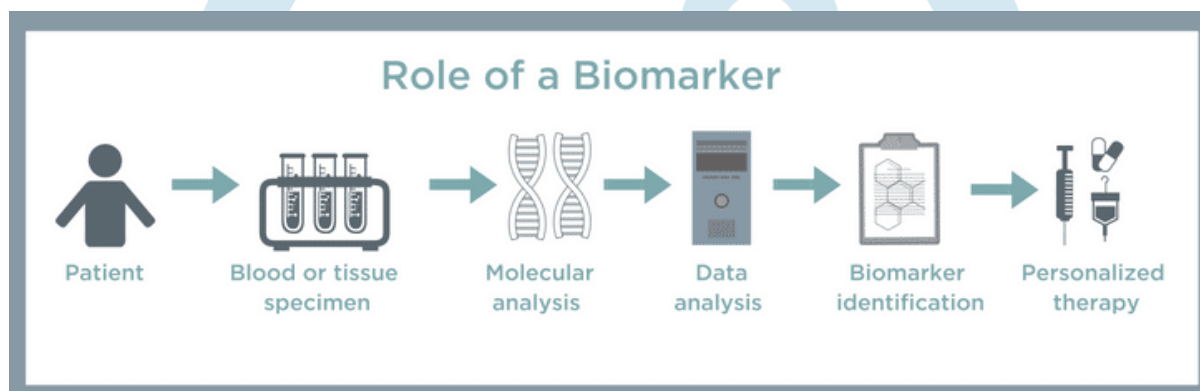 Role of a Biomarker
Patient
Blood or tissue
specimen
Molecular
analysis
Data
analysis
Biomarker
identification
Personalized
therapy